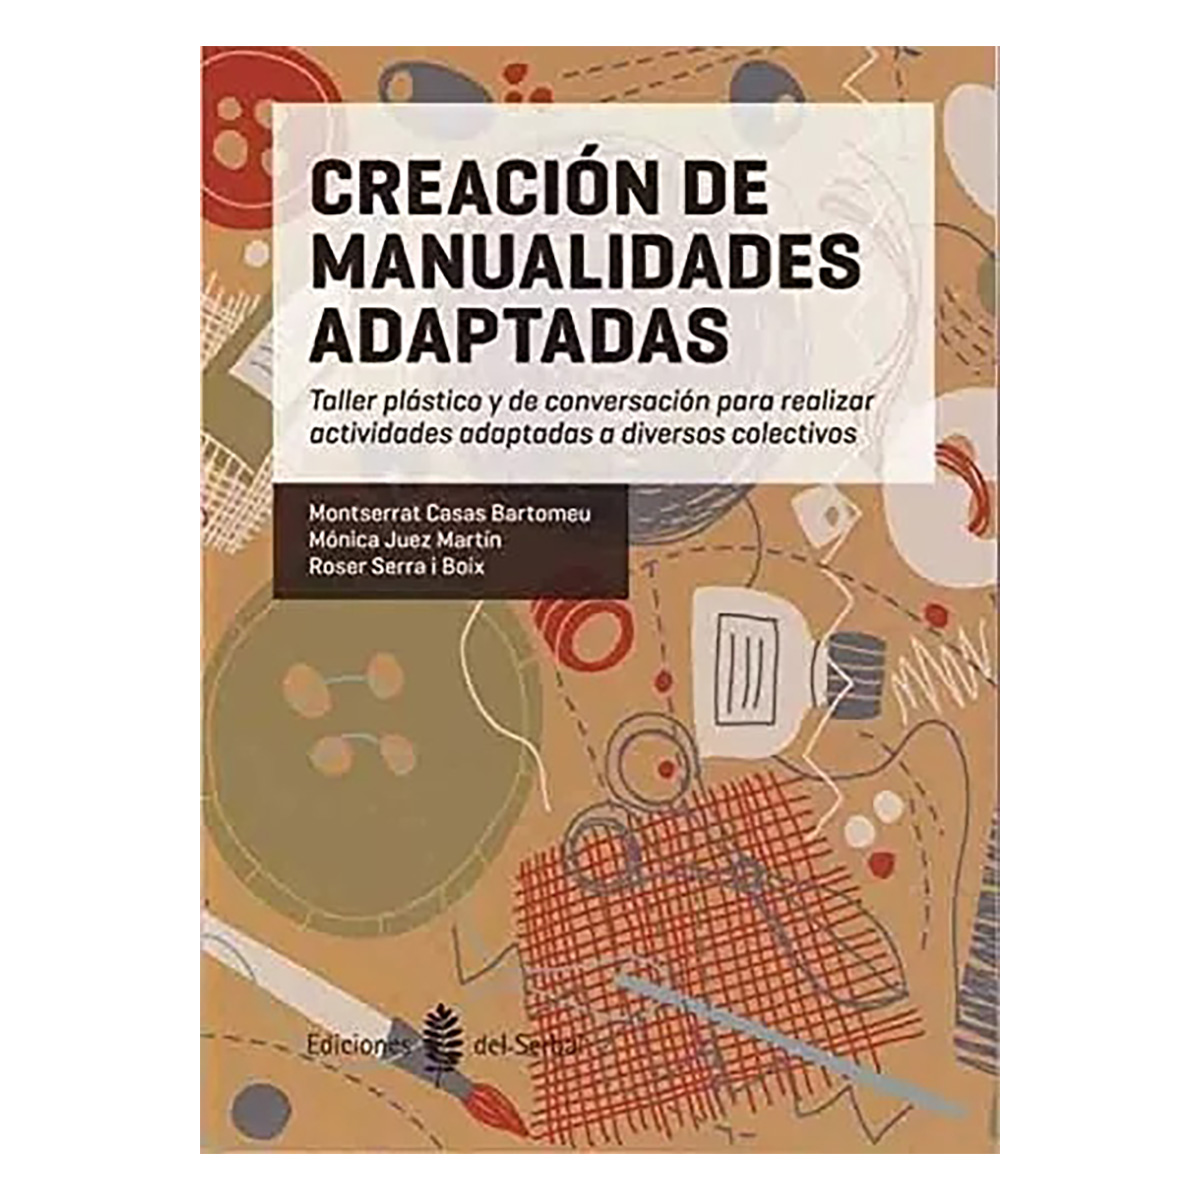 CREACIÓN DE
MANUALIDADES
ADAPTADAS
Taller plástico y de conversación para realizar
actividades adaptadas a diversos colectivos
Montserrat Casas Bartomeu
Mónica Juez Martín
Roser Serra i Boix
Ediciones del Serbal